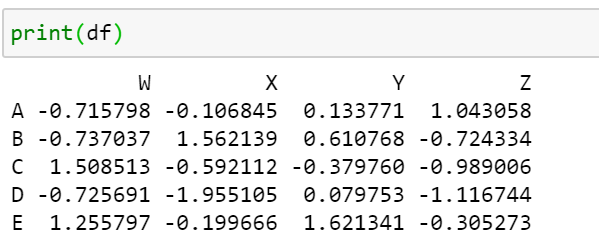 print(df)
W X Y Z
A -0.715798 -0.106845 0.133771 1.043058
B -0.737037 1.562139 0.610768 -0.724334
C 1.508513 -0.592112 -0.379760 -0.989006
D -0.725691 -1.955105 0.079753 -1.116744
E 1.255797 -0.199666 1.621341 -0.305273